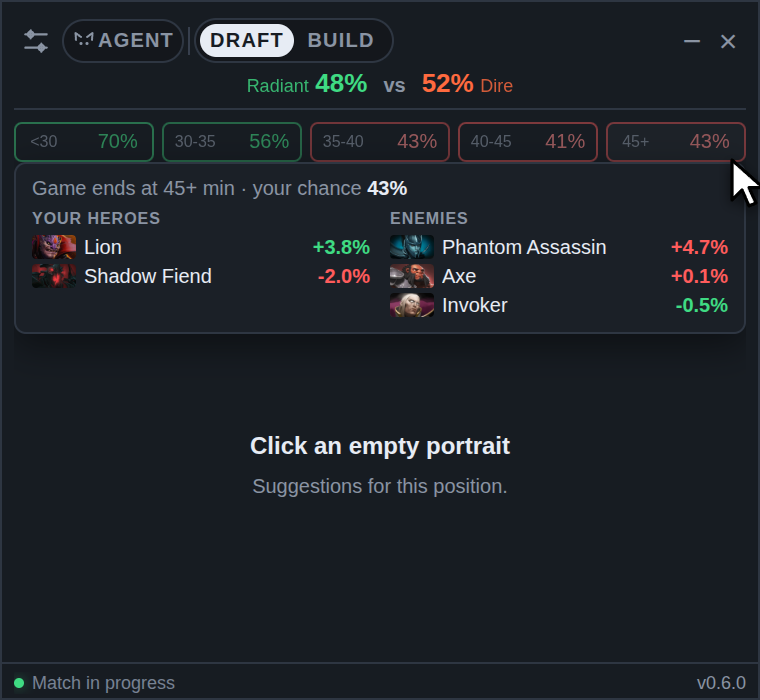 AGENT DRAFT BUILD
Radiant 48% vs 52% Dire
<30 70% 30-35 56% 35-40 43% 40-45 41% 45+ 43%
Game ends at 45+ min · your chance 43%
YOUR HEROES ENEMIES
Lion +3.8% Phantom Assassin +4.7%
Shadow Fiend -2.0% Axe +0.1%
Invoker -0.5%
Click an empty portrait
Suggestions for this position.
Match in progress v0.6.0